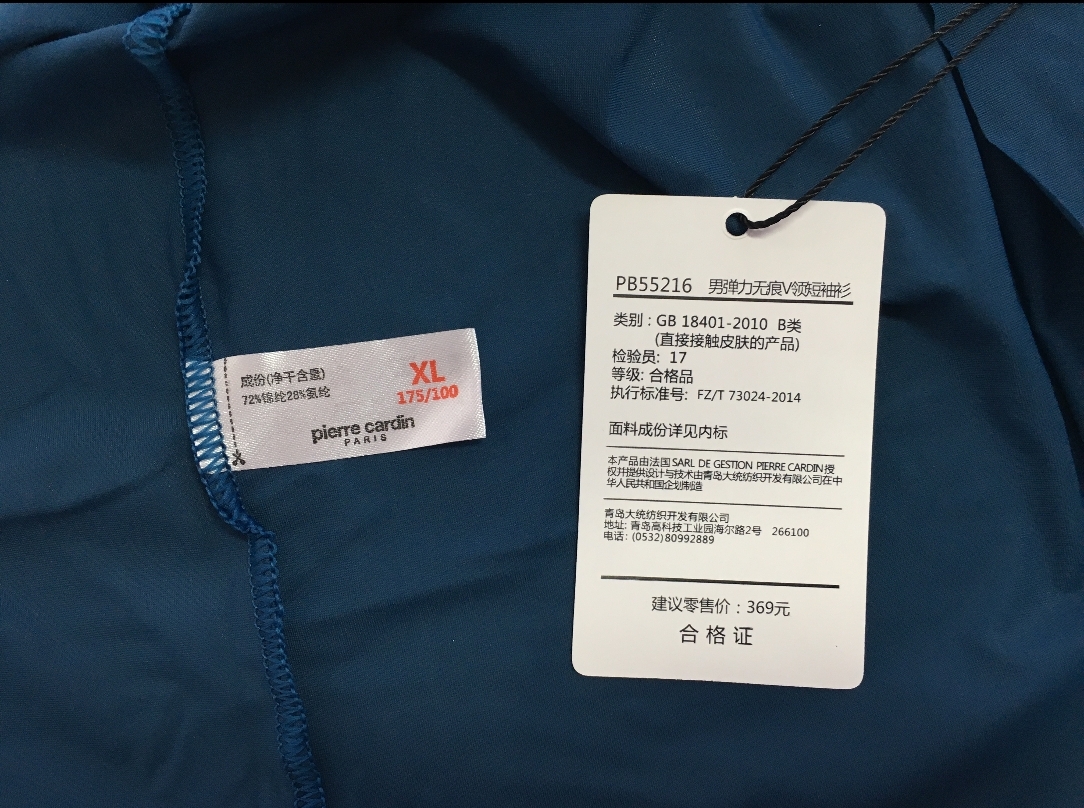 成份(净干含量)
72%锦纶28%氨纶
XL
175/100
pierre cardin
PARIS
PB55216 男弹力无痕V领短袖衫
类别：GB 18401-2010 B类
(直接接触皮肤的产品)
检验员: 17
等级: 合格品
执行标准号: FZ/T 73024-2014
面料成份详见内标
本产品由法国SARL DE GESTION PIERRE CARDIN授
权并提供设计与技术由青岛大统纺织开发有限公司在中
华人民共和国企划制造
青岛大统纺织开发有限公司
地址: 青岛高科技工业园海尔路2号 266100
电话: (0532)80992889
建议零售价：369元
合格证